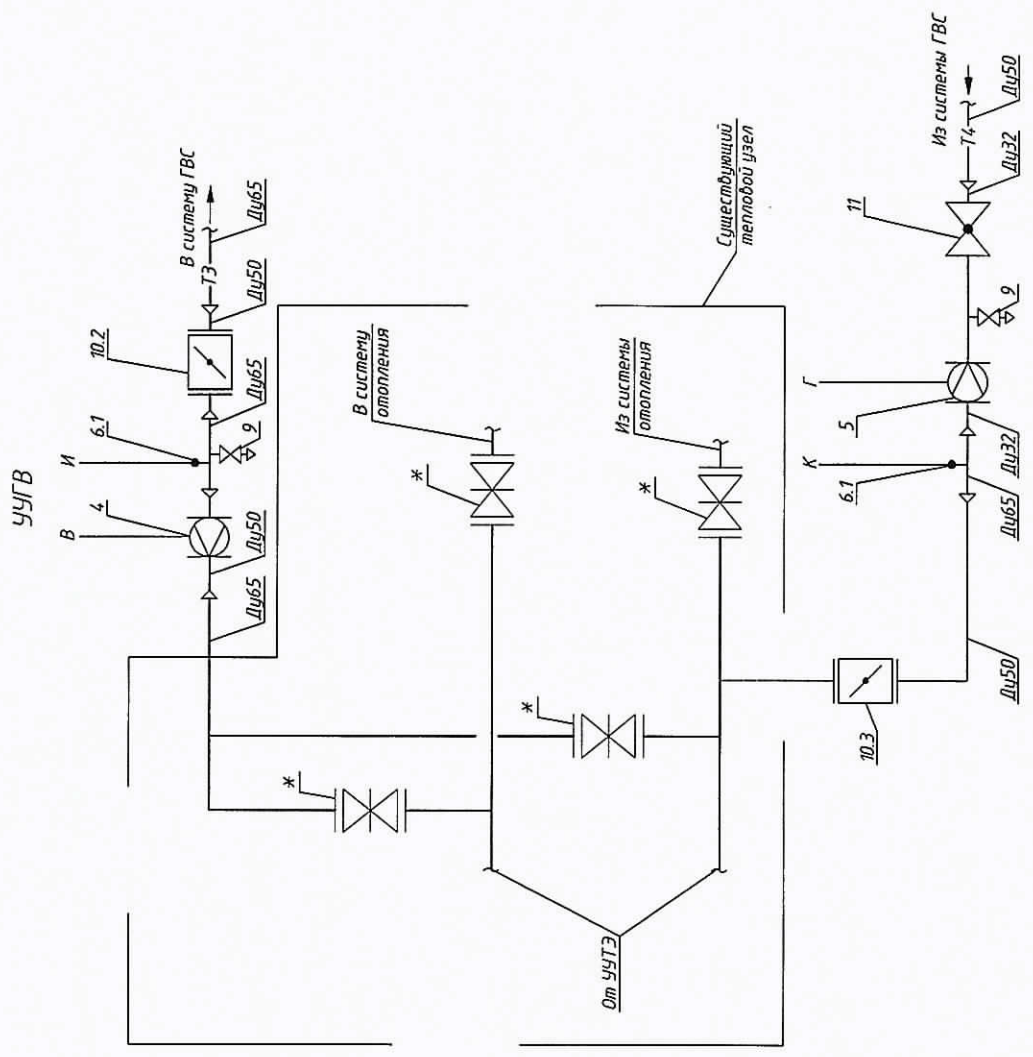 УУГВ
В
4
И
6.1
10.2
В систему ГВС
Т3
Ду65
Ду50
9
Ду65
Ду50
Ду65
В систему
отопления
*
Из системы
отопления
*
*
*
От УУТЭ
Существующий
тепловой узел
Из системы ГВС
Т4
Ду50
Ду32
11
9
Г
5
К
6.1
Ду32
Ду65
Ду50
10.3